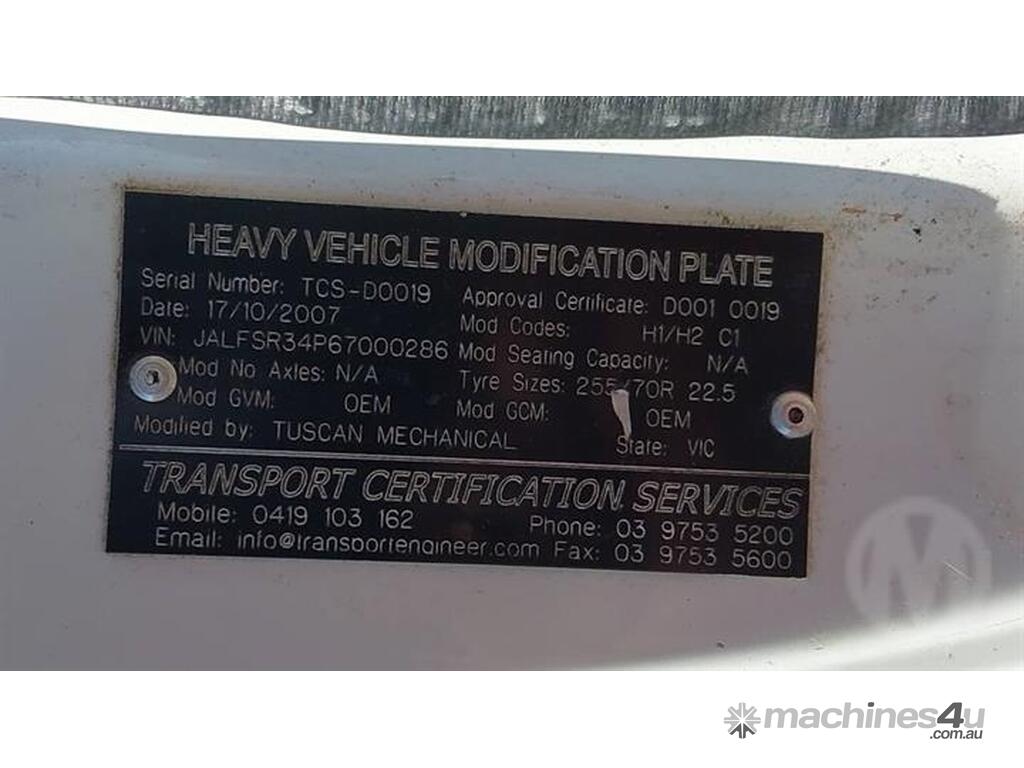 HEAVY VEHICLE MODIFICATION PLATE
Serial Number: TCS-D0019 Approval Certificate: D001 0019
Date: 17/10/2007 Mod Codes: H1/H2 C1
VIN: JALFSR34P67000286 Mod Seating Capacity: N/A
Mod No Axles: N/A Tyre Sizes: 255/70R 22.5
Mod GVM: OEM Mod GCM: OEM
Modified by: TUSCAN MECHANICAL State: VIC
TRANSPORT CERTIFICATION SERVICES
Mobile: 0419 103 162 Phone: 03 9753 5200
Email: info@transportengineer.com Fax: 03 9753 5600
M
machines4u
.com.au